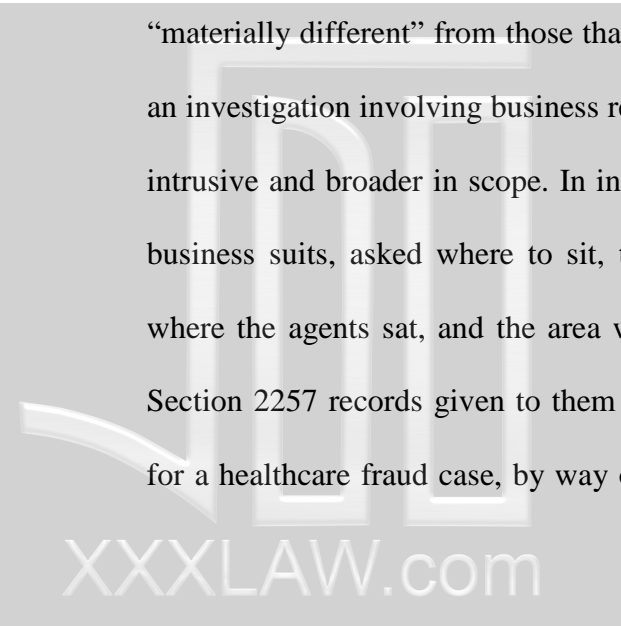 “materially different” from those
an investigation involving business
intrusive and broader in scope. In
business suits, asked where to sit,
where the agents sat, and the area
Section 2257 records given to them
for a healthcare fraud case, by way
XXXLAW.com